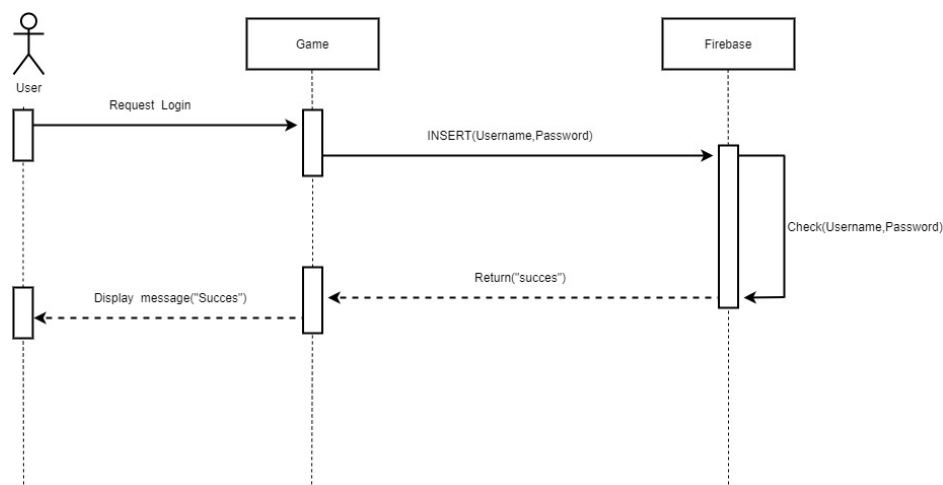 Game
Firebase
User
Request Login
INSERT(Username,Password)
Check(Username,Password)
Return("succes")
Display message("Succes")